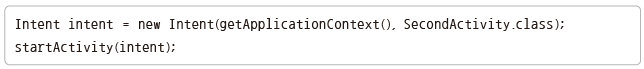 Intent intent = new Intent(getApplicationContext(), SecondActivity.class);
startActivity(intent);